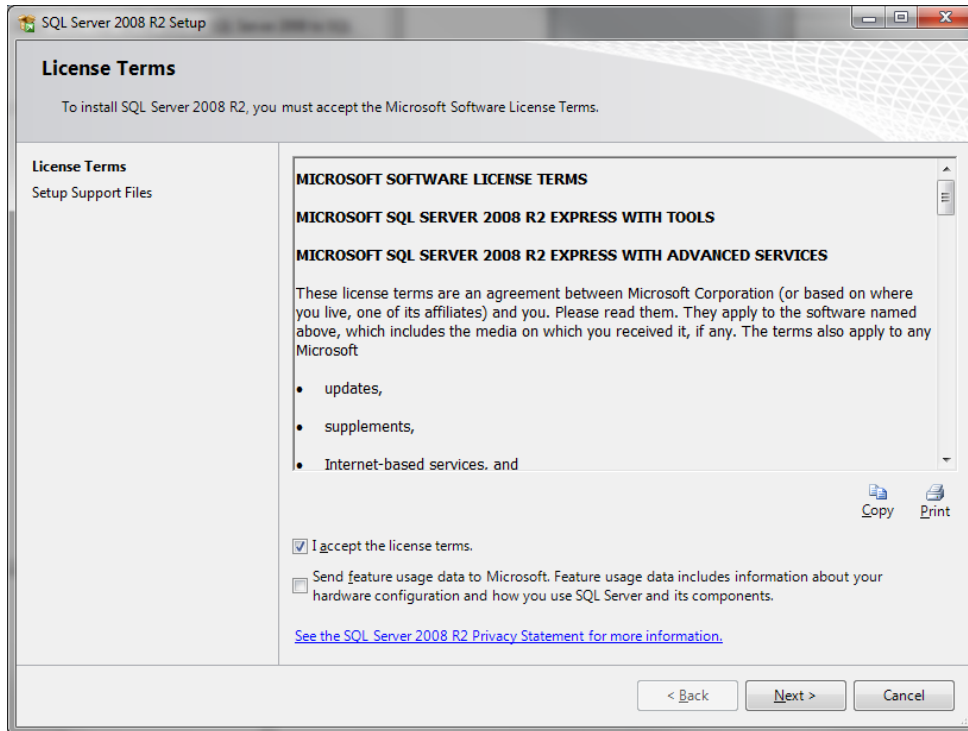 SQL Server 2008 R2 Setup
License Terms
To install SQL Server 2008 R2, you must accept the Microsoft Software License Terms.
License Terms
Setup Support Files
MICROSOFT SOFTWARE LICENSE TERMS
MICROSOFT SQL SERVER 2008 R2 EXPRESS WITH TOOLS
MICROSOFT SQL SERVER 2008 R2 EXPRESS WITH ADVANCED SERVICES
These license terms are an agreement between Microsoft Corporation (or based on where
you live, one of its affiliates) and you. Please read them. They apply to the software named
above, which includes the media on which you received it, if any. The terms also apply to any
Microsoft
• updates,
• supplements,
• Internet-based services, and
Copy Print
I accept the license terms.
Send feature usage data to Microsoft. Feature usage data includes information about your
hardware configuration and how you use SQL Server and its components.
See the SQL Server 2008 R2 Privacy Statement for more information.
< Back Next > Cancel